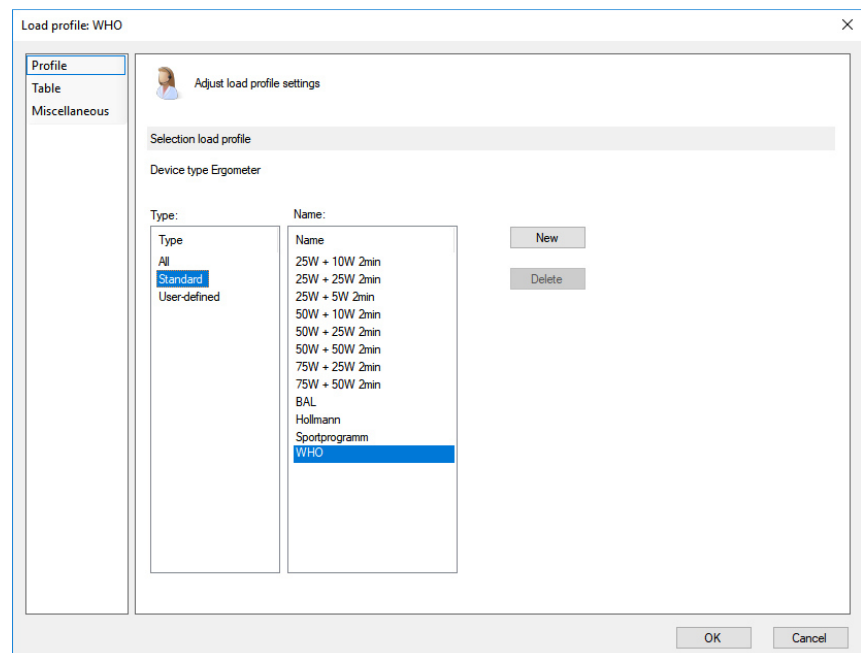 Load profile: WHO
Profile
Table
Miscellaneous
Adjust load profile settings
Selection load profile
Device type Ergometer
Type:
Type
All
Standard
User-defined
Name:
Name
25W + 10W 2min
25W + 25W 2min
25W + 5W 2min
50W + 10W 2min
50W + 25W 2min
50W + 50W 2min
75W + 25W 2min
75W + 50W 2min
BAL
Hollmann
Sportprogramm
WHO
New
Delete
OK
Cancel